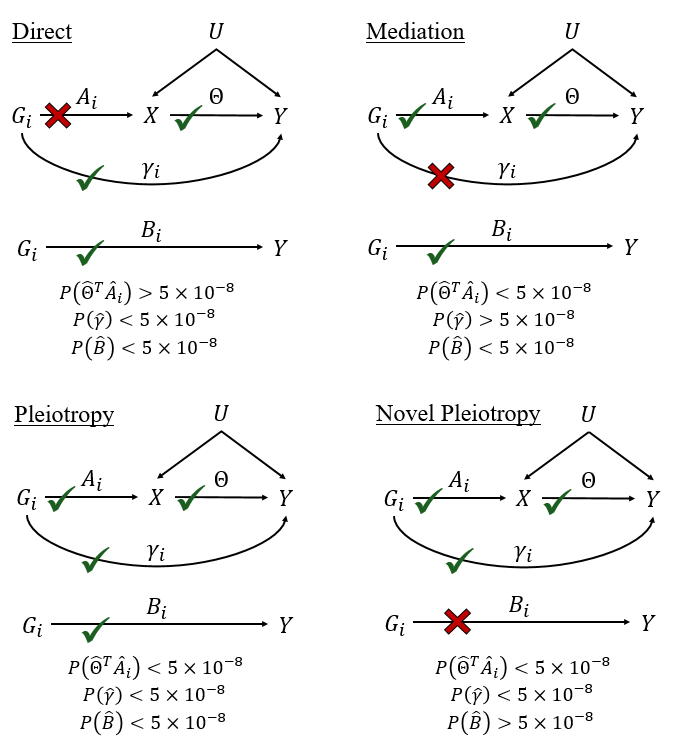 Direct
U
G_i A_i X Θ Y
γ_i
G_i B_i Y
P(Θ̂^T Â_i) > 5 × 10^−8
P(γ̂) < 5 × 10^−8
P(B̂) < 5 × 10^−8
Mediation
U
G_i A_i X Θ Y
γ_i
G_i B_i Y
P(Θ̂^T Â_i) < 5 × 10^−8
P(γ̂) > 5 × 10^−8
P(B̂) < 5 × 10^−8
Pleiotropy
U
G_i A_i X Θ Y
γ_i
G_i B_i Y
P(Θ̂^T Â_i) < 5 × 10^−8
P(γ̂) < 5 × 10^−8
P(B̂) < 5 × 10^−8
Novel Pleiotropy
U
G_i A_i X Θ Y
γ_i
G_i B_i Y
P(Θ̂^T Â_i) < 5 × 10^−8
P(γ̂) < 5 × 10^−8
P(B̂) > 5 × 10^−8